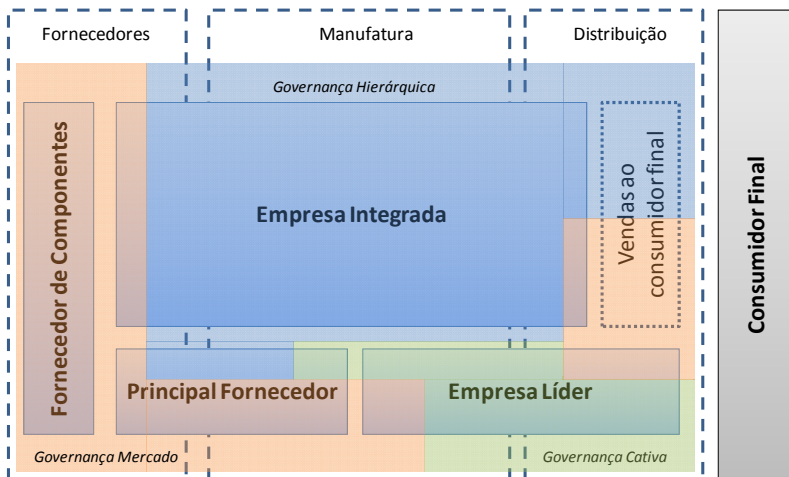 Fornecedores
Manufatura
Distribuição
Governança Hierárquica
Fornecedor de Componentes
Empresa Integrada
Vendas ao
consumidor final
Consumidor Final
Principal Fornecedor
Empresa Líder
Governança Mercado
Governança Cativa